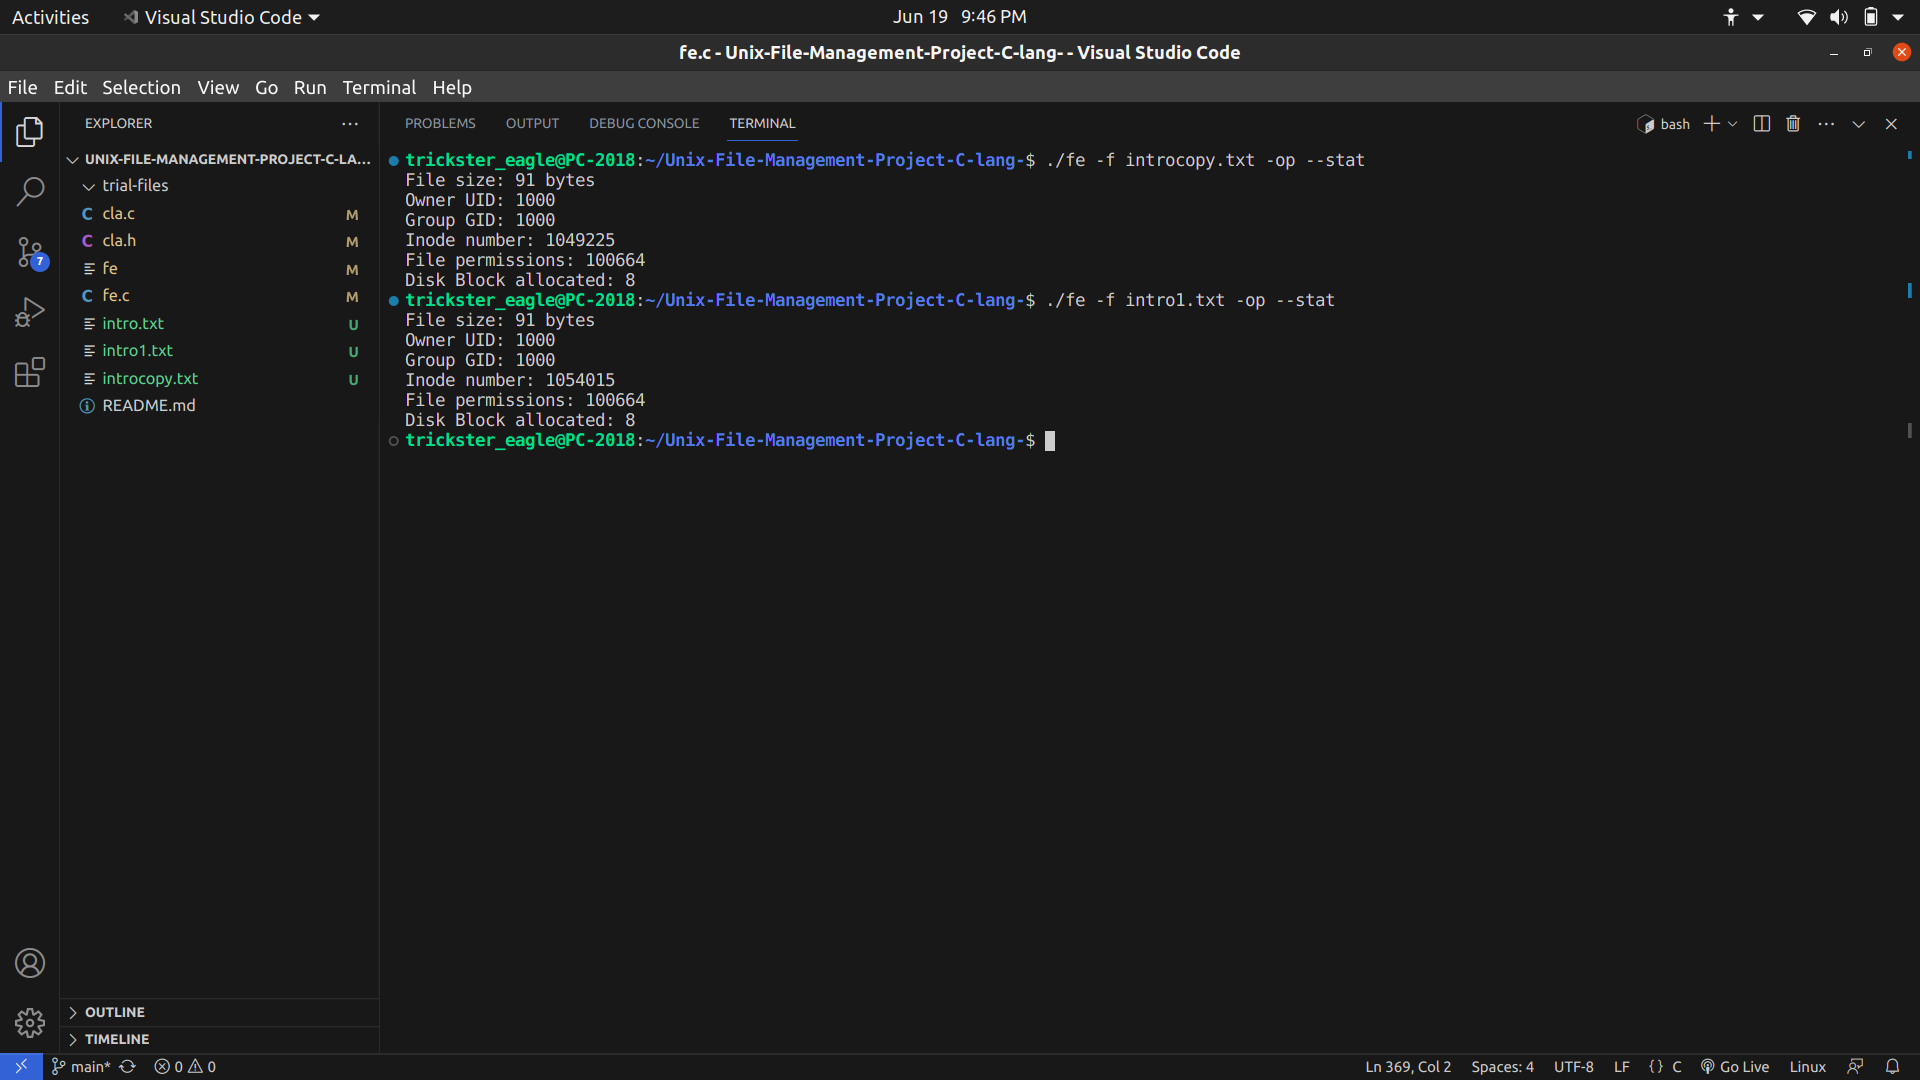 Activities Visual Studio Code Jun 19 9:46 PM
fe.c - Unix-File-Management-Project-C-lang- - Visual Studio Code
File Edit Selection View Go Run Terminal Help
EXPLORER ... PROBLEMS OUTPUT DEBUG CONSOLE TERMINAL bash ...
UNIX-FILE-MANAGEMENT-PROJECT-C-LA...
trial-files
C cla.c M
C cla.h M
fe M
C fe.c M
intro.txt U
intro1.txt U
introcopy.txt U
README.md
7
trickster_eagle@PC-2018:~/Unix-File-Management-Project-C-lang-$ ./fe -f introcopy.txt -op --stat
File size: 91 bytes
Owner UID: 1000
Group GID: 1000
Inode number: 1049225
File permissions: 100664
Disk Block allocated: 8
trickster_eagle@PC-2018:~/Unix-File-Management-Project-C-lang-$ ./fe -f intro1.txt -op --stat
File size: 91 bytes
Owner UID: 1000
Group GID: 1000
Inode number: 1054015
File permissions: 100664
Disk Block allocated: 8
trickster_eagle@PC-2018:~/Unix-File-Management-Project-C-lang-$
OUTLINE
TIMELINE
main* 0 0 Ln 369, Col 2 Spaces: 4 UTF-8 LF {} C Go Live Linux